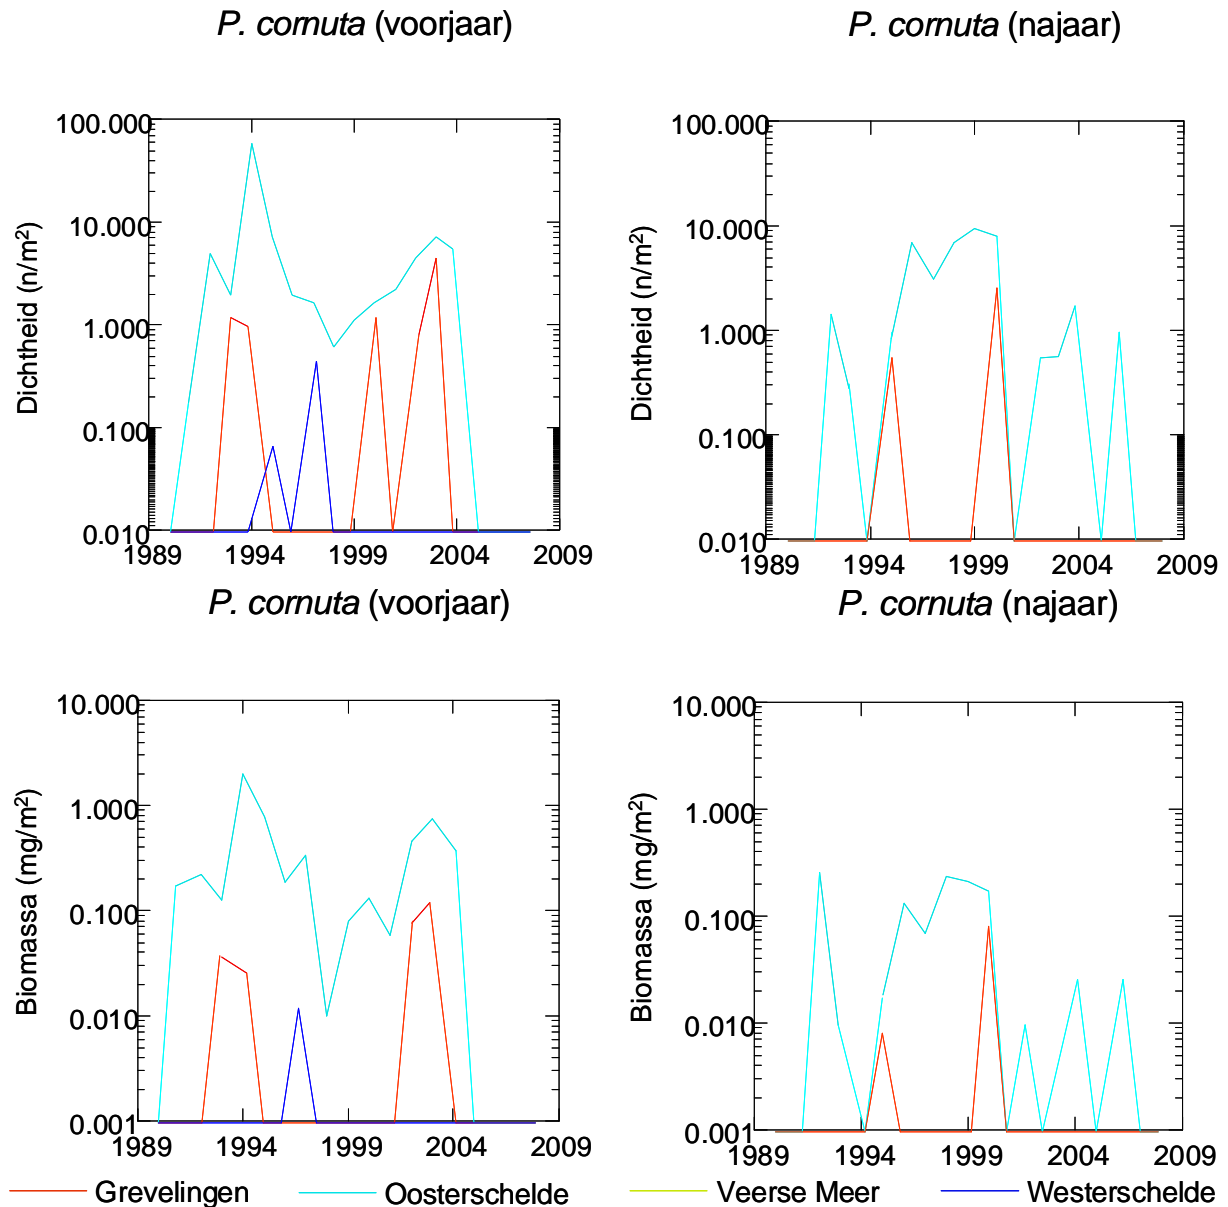 P. cornuta (voorjaar)
P. cornuta (najaar)
Dichtheid (n/m²)
100.000
10.000
1.000
0.100
0.010
1989 1994 1999 2004 2009
Dichtheid (n/m²)
100.000
10.000
1.000
0.100
0.010
1989 1994 1999 2004 2009
P. cornuta (voorjaar)
P. cornuta (najaar)
Biomassa (mg/m²)
10.000
1.000
0.100
0.010
0.001
1989 1994 1999 2004 2009
Biomassa (mg/m²)
10.000
1.000
0.100
0.010
0.001
1989 1994 1999 2004 2009
Grevelingen Oosterschelde Veerse Meer Westerschelde